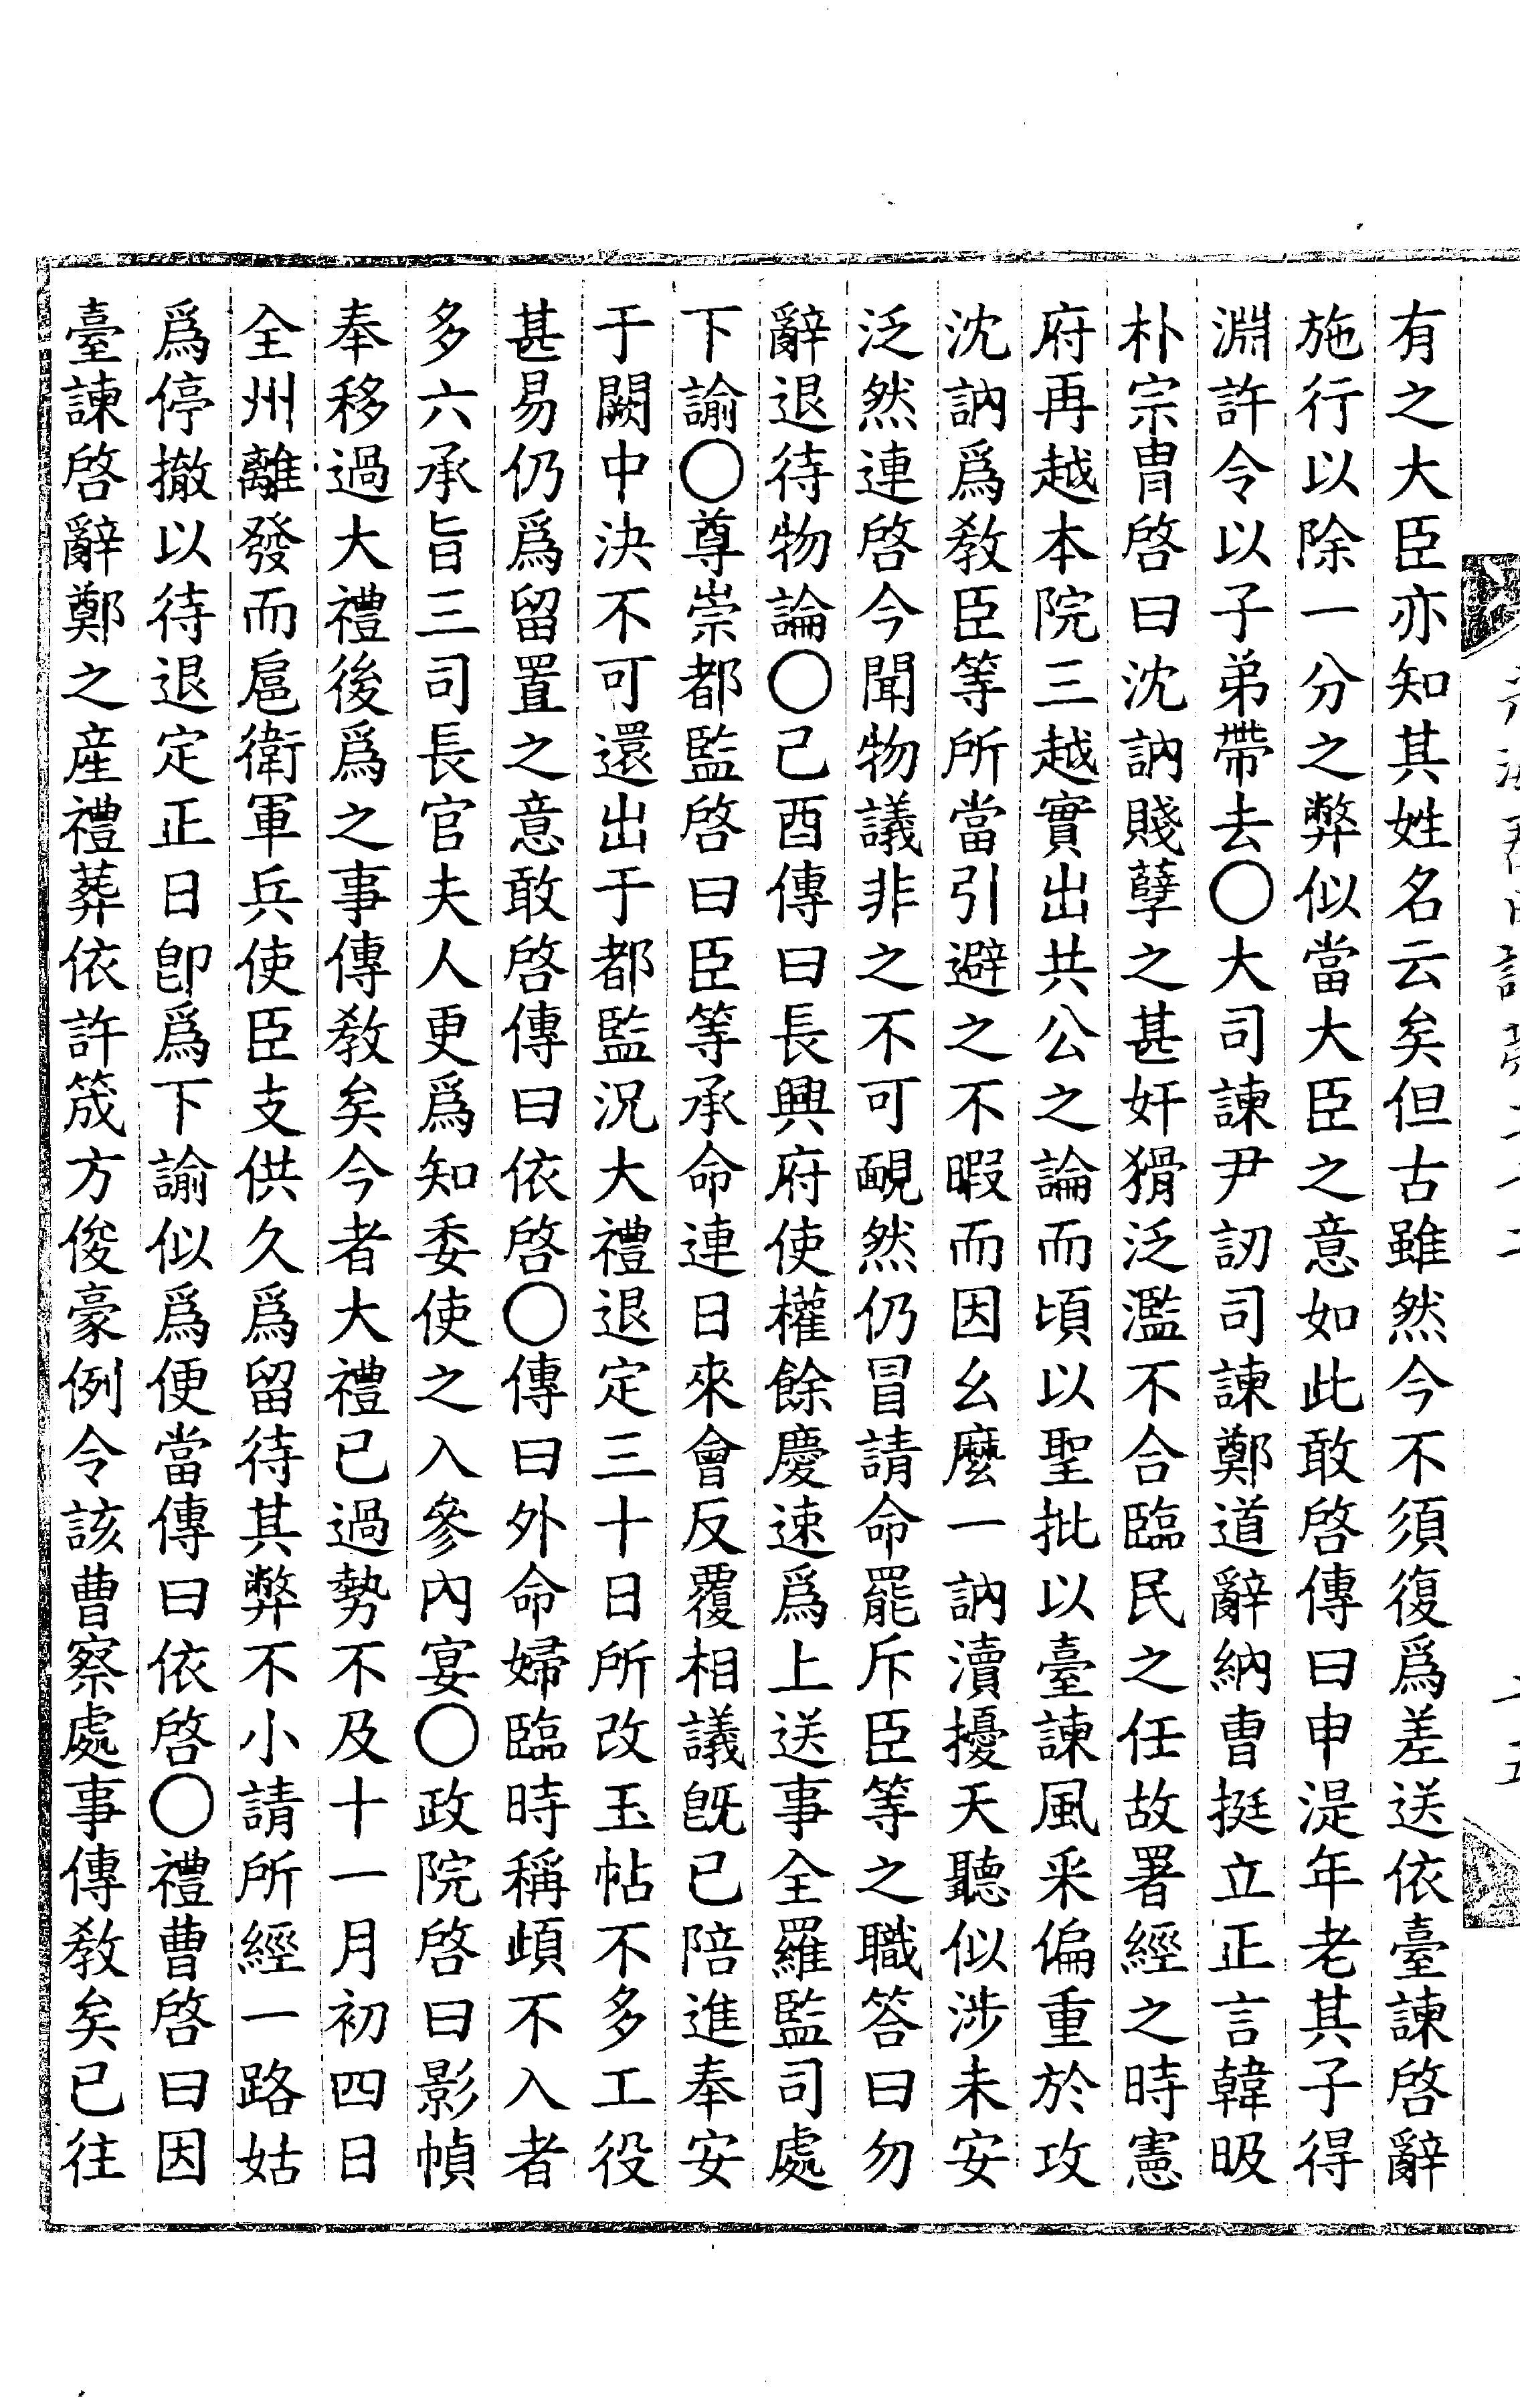 有之大臣亦知其姓名云矣但古雖然今不須復爲差送依臺諫啓辭
施行以除一分之弊似當大臣之意如此敢啓傳曰申湜年老其子得
淵許令以子弟帶去○大司諫尹訒司諫鄭道辭納曹挺立正言韓昅
朴宗胄啓曰沈訥賤孽之甚奸猾泛濫不合臨民之任故署經之時憲
府再越本院三越實出共公之論而頃以聖批以臺諫風釆偏重於攻
沈訥爲敎臣等所當引避之不暇而因幺麼一訥瀆擾天聽似涉未安
泛然連啓今聞物議非之不可靦然仍冒請命罷斥臣等之職答曰勿
辭退待物論○己酉傳曰長興府使權餘慶速爲上送事全羅監司處
下諭○尊崇都監啓曰臣等承命連日來會反覆相議旣已陪進奉安
于闕中決不可還出于都監況大禮退定三十日所改玉帖不多工役
甚易仍爲留置之意敢啓傳曰依啓○傳曰外命婦臨時稱頉不入者
多六承旨三司長官夫人更爲知委使之入參內宴○政院啓曰影幀
奉移過大禮後爲之事傳敎矣今者大禮已過勢不及十一月初四日
全州離發而扈衛軍兵使臣支供久爲留待其弊不小請所經一路姑
爲停撤以待退定正日卽爲下諭似爲便當傳曰依啓○禮曹啓曰因
臺諫啓辭鄭之産禮葬依許筬方俊豪例令該曹察處事傳敎矣已往